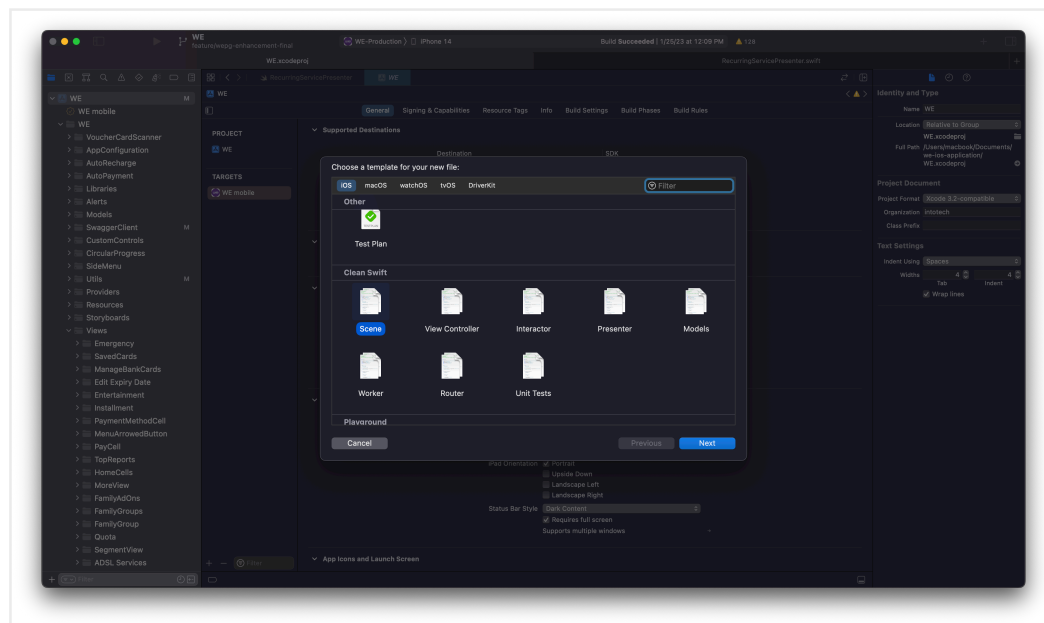 WE
feature/wepg-enhancement-final
WE-Production
iPhone 14
Build Succeeded | 1/25/23 at 12:09 PM
128
WE.xcodeproj
RecurringServicePresenter.swift
RecurringServicePresenter
WE
WE
M
WE
WE mobile
WE
VoucherCardScanner
AppConfiguration
AutoRecharge
AutoPayment
Libraries
Alerts
Models
SwaggerClient
M
CustomControls
CircularProgress
SideMenu
Utils
M
Providers
Resources
Storyboards
Views
Emergency
SavedCards
ManageBankCards
Edit Expiry Date
Entertainment
Installment
PaymentMethodCell
MenuArrowedButton
PayCell
TopReports
HomeCells
MoreView
FamilyAdOns
FamilyGroups
FamilyGroup
Quota
SegmentView
ADSL Services
Filter
General
Signing & Capabilities
Resource Tags
Info
Build Settings
Build Phases
Build Rules
PROJECT
WE
TARGETS
WE mobile
Filter
Supported Destinations
Destination
SDK
Choose a template for your new file:
iOS
macOS
watchOS
tvOS
DriverKit
Filter
Other
Test Plan
Clean Swift
Scene
View Controller
Interactor
Presenter
Models
Worker
Router
Unit Tests
Playground
Cancel
Previous
Next
iPad Orientation
Portrait
Upside Down
Landscape Left
Landscape Right
Status Bar Style
Dark Content
Requires full screen
Supports multiple windows
App Icons and Launch Screen
Identity and Type
Name
WE
Location
Relative to Group
WE.xcodeproj
Full Path
/Users/macbook/Documents/
we-ios-application/
WE.xcodeproj
Project Document
Project Format
Xcode 3.2-compatible
Organization
intotech
Class Prefix
Text Settings
Indent Using
Spaces
Widths
4
4
Tab
Indent
Wrap lines